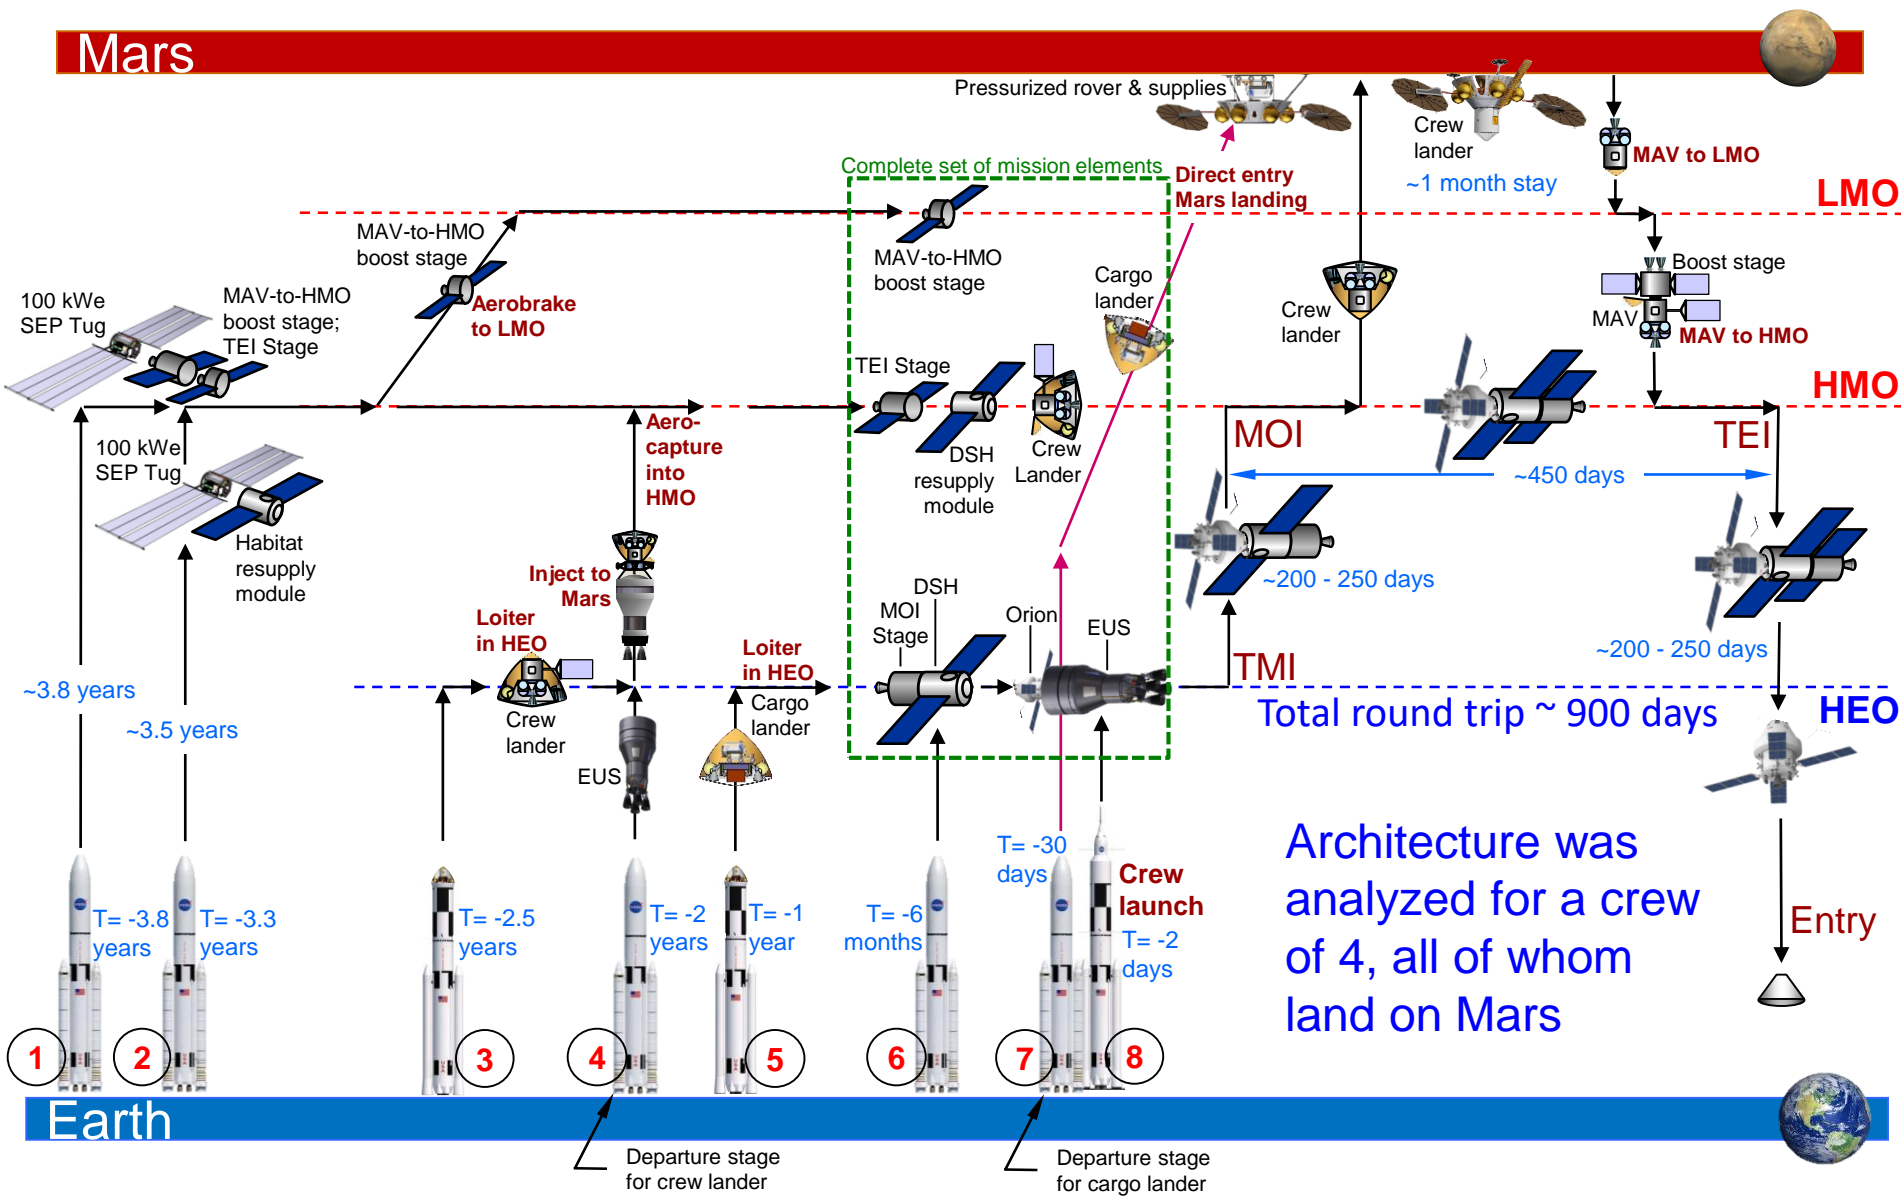 Mars
Pressurized rover & supplies
Crew
lander
~1 month stay
MAV to LMO
Complete set of mission elements
Direct entry
Mars landing
LMO
MAV-to-HMO
boost stage
MAV-to-HMO
boost stage
Cargo
lander
Boost stage
100 kWe
SEP Tug
MAV-to-HMO
boost stage;
TEI Stage
Aerobrake
to LMO
Crew
lander
MAV
MAV to HMO
TEI Stage
HMO
100 kWe
SEP Tug
Aero-
capture
into
HMO
DSH
resupply
module
Crew
Lander
MOI
TEI
~450 days
Habitat
resupply
module
Inject to
Mars
DSH
MOI
Stage
Orion
EUS
~200 - 250 days
Loiter
in HEO
Loiter
in HEO
~200 - 250 days
TMI
~3.8 years
~3.5 years
Crew
lander
Cargo
lander
EUS
Total round trip ~ 900 days
HEO
T= -3.8
years
T= -3.3
years
T= -2.5
years
T= -2
years
T= -1
year
T= -6
months
T= -30
days
Crew
launch
T= -2
days
Architecture was
analyzed for a crew
of 4, all of whom
land on Mars
Entry
1
2
3
4
5
6
7
8
Earth
Departure stage
for crew lander
Departure stage
for cargo lander